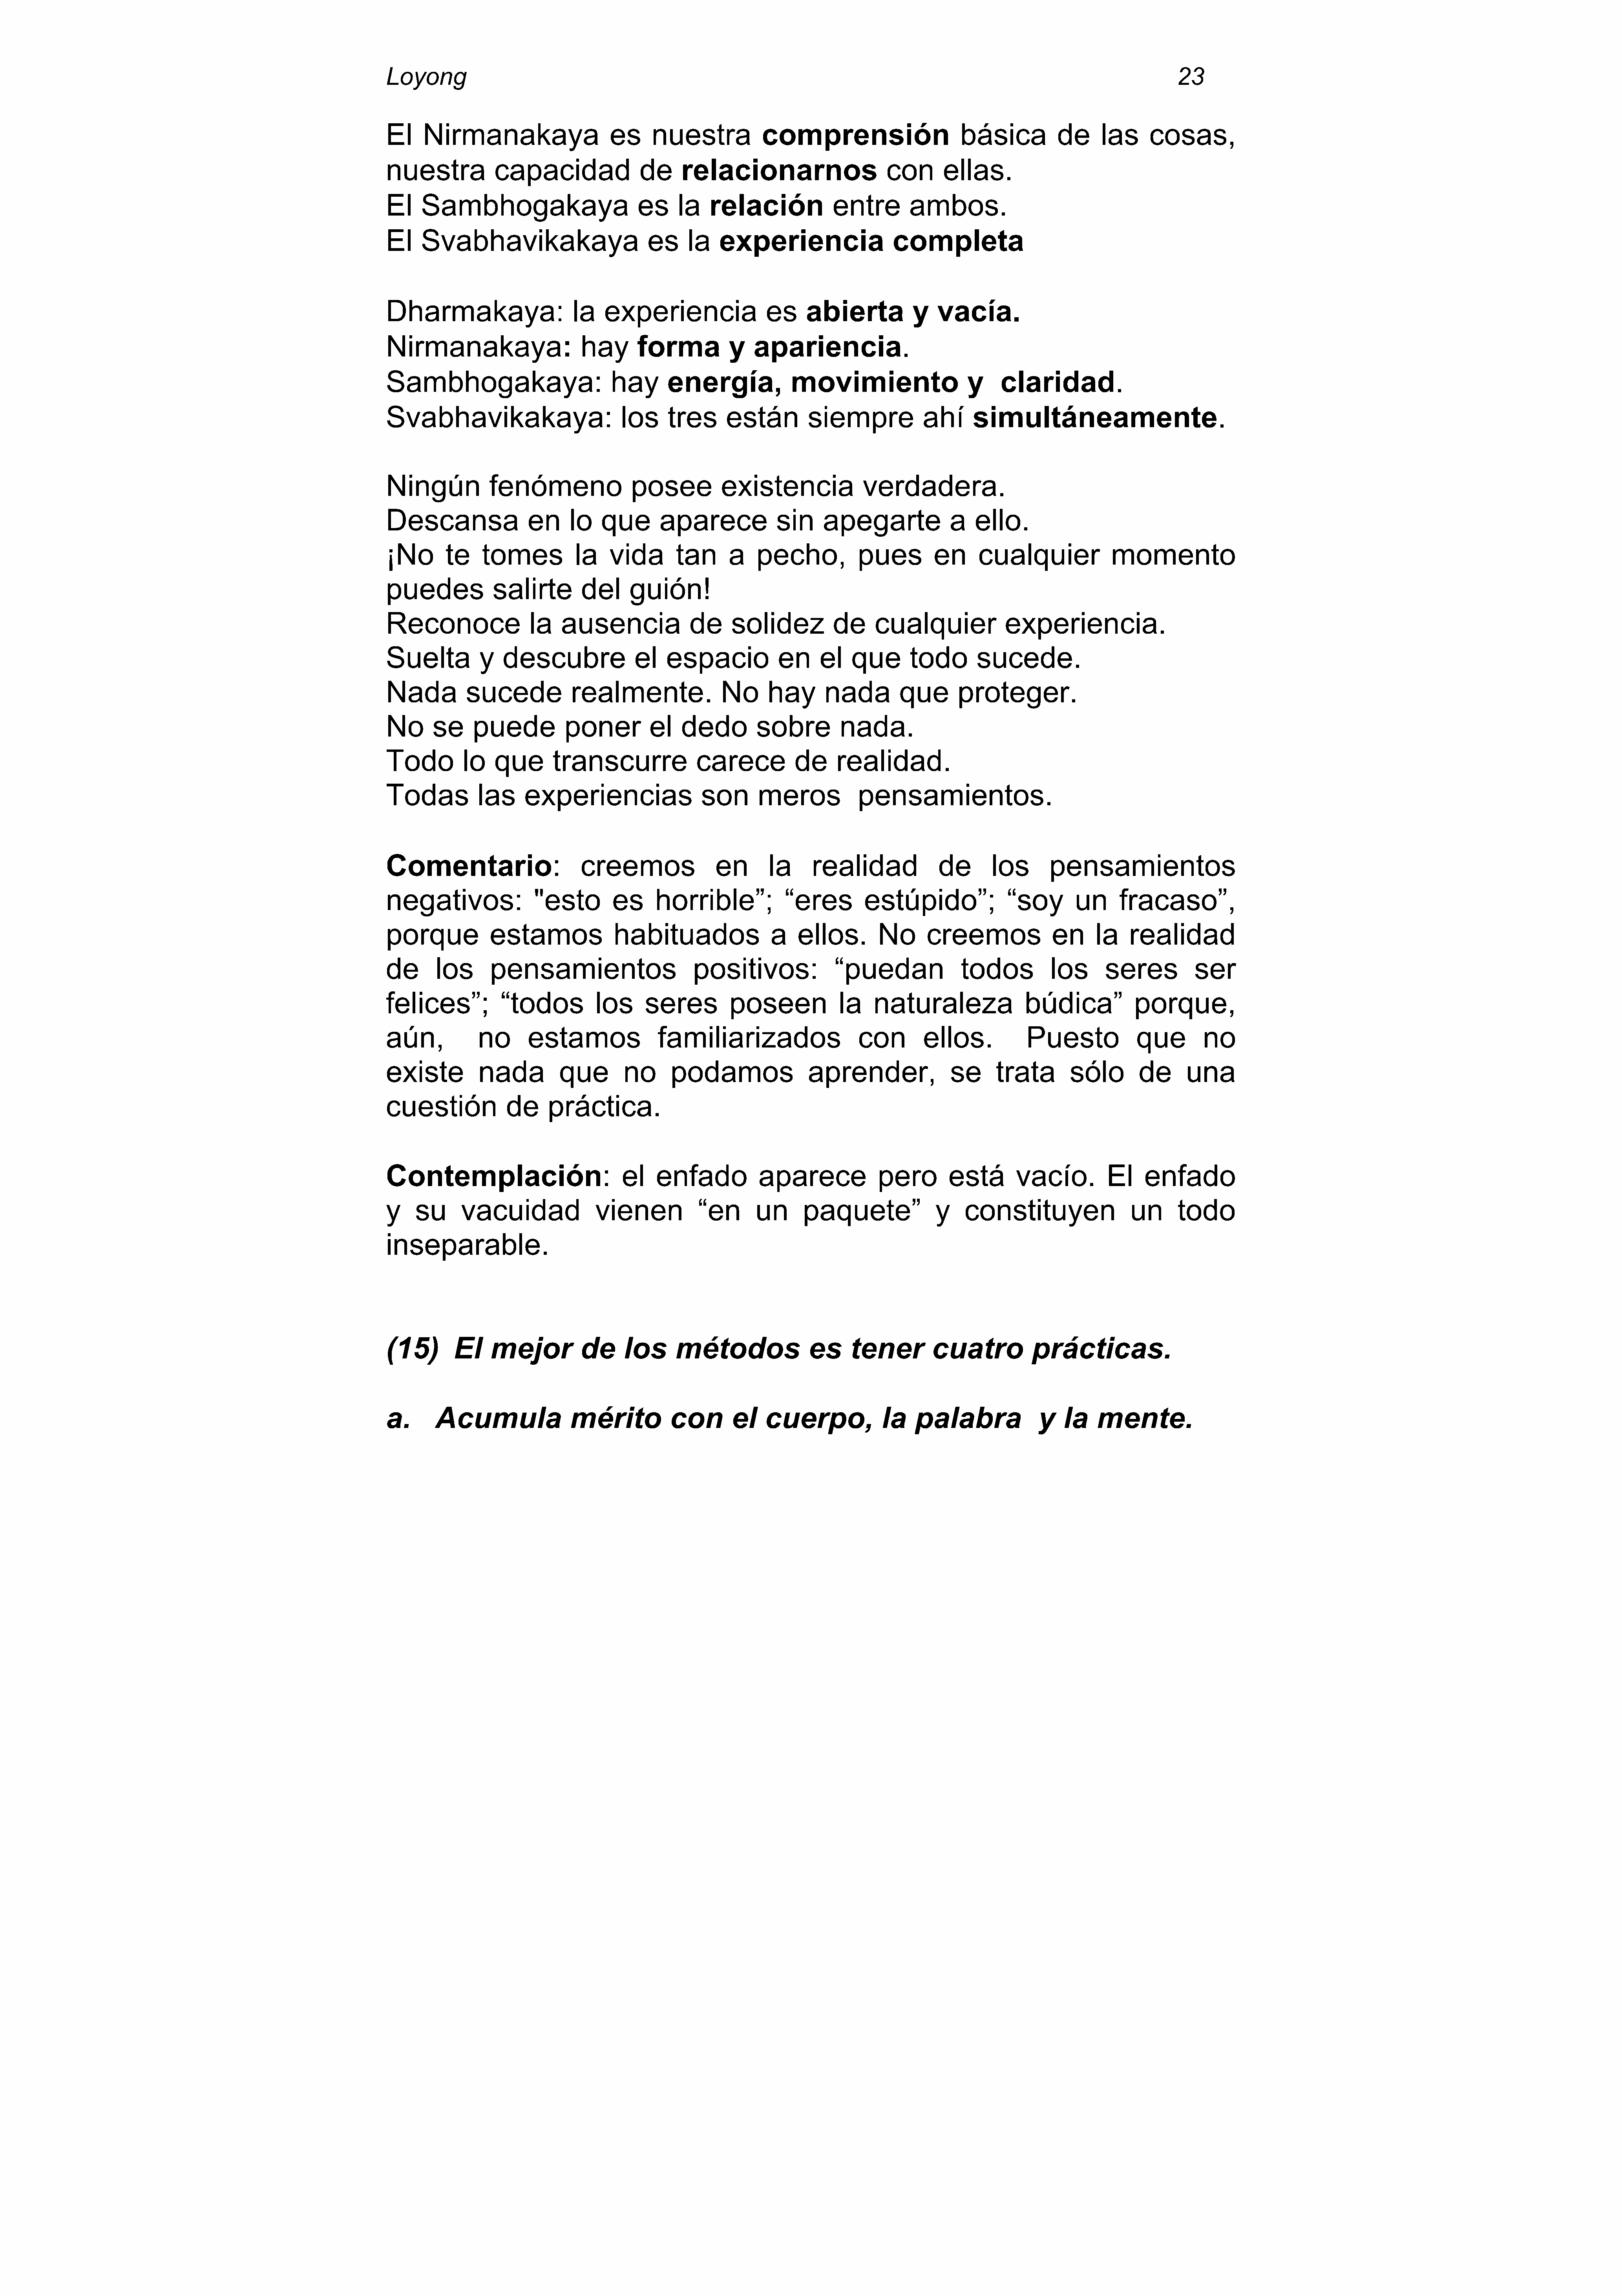 Loyong 23
El Nirmanakaya es nuestra comprensión básica de las cosas,
nuestra capacidad de relacionarnos con ellas.
El Sambhogakaya es la relación entre ambos.
El Svabhavikakaya es la experiencia completa
Dharmakaya: la experiencia es abierta y vacía.
Nirmanakaya: hay forma y apariencia.
Sambhogakaya: hay energía, movimiento y  claridad.
Svabhavikakaya: los tres están siempre ahí simultáneamente.
Ningún fenómeno posee existencia verdadera.
Descansa en lo que aparece sin apegarte a ello.
¡No te tomes la vida tan a pecho, pues en cualquier momento
puedes salirte del guión!
Reconoce la ausencia de solidez de cualquier experiencia.
Suelta y descubre el espacio en el que todo sucede.
Nada sucede realmente. No hay nada que proteger.
No se puede poner el dedo sobre nada.
Todo lo que transcurre carece de realidad.
Todas las experiencias son meros  pensamientos.
Comentario: creemos en la realidad de los pensamientos
negativos: "esto es horrible”; “eres estúpido”; “soy un fracaso”,
porque estamos habituados a ellos. No creemos en la realidad
de los pensamientos positivos: “puedan todos los seres ser
felices”; “todos los seres poseen la naturaleza búdica” porque,
aún,  no estamos familiarizados con ellos.  Puesto que no
existe nada que no podamos aprender, se trata sólo de una
cuestión de práctica.
Contemplación: el enfado aparece pero está vacío. El enfado
y su vacuidad vienen “en un paquete” y constituyen un todo
inseparable.
(15)  El mejor de los métodos es tener cuatro prácticas.
a.  Acumula mérito con el cuerpo, la palabra  y la mente.